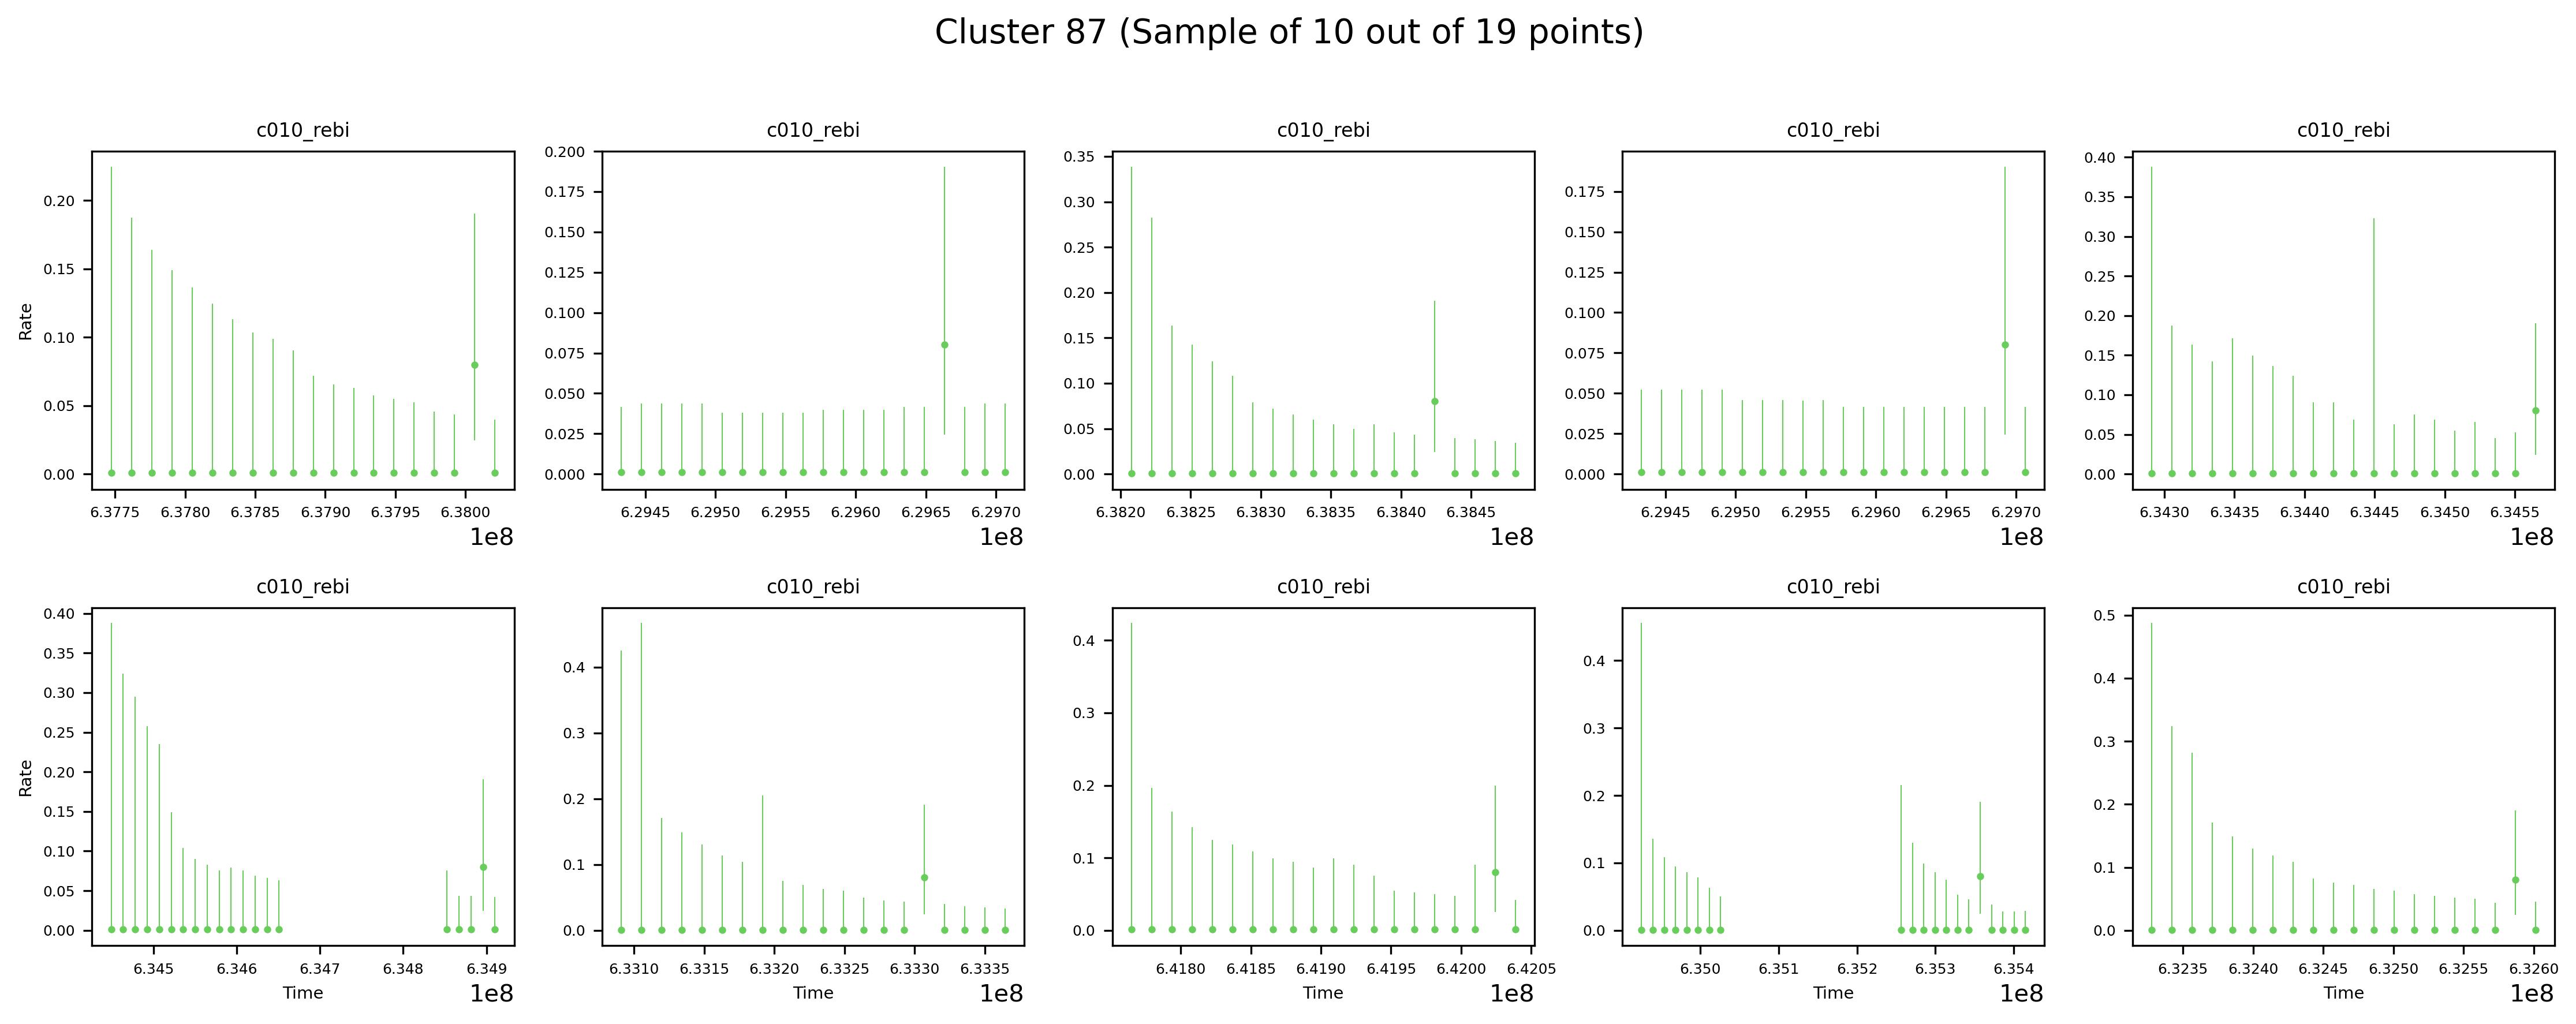 Cluster 87 (Sample of 10 out of 19 points)
c010_rebi c010_rebi c010_rebi c010_rebi c010_rebi
Rate
0.20 0.15 0.10 0.05 0.00
6.3775 6.3780 6.3785 6.3790 6.3795 6.3800
1e8
0.200 0.175 0.150 0.125 0.100 0.075 0.050 0.025 0.000
6.2945 6.2950 6.2955 6.2960 6.2965 6.2970
1e8
0.35 0.30 0.25 0.20 0.15 0.10 0.05 0.00
6.3820 6.3825 6.3830 6.3835 6.3840 6.3845
1e8
0.175 0.150 0.125 0.100 0.075 0.050 0.025 0.000
6.2945 6.2950 6.2955 6.2960 6.2965 6.2970
1e8
0.40 0.35 0.30 0.25 0.20 0.15 0.10 0.05 0.00
6.3430 6.3435 6.3440 6.3445 6.3450 6.3455
1e8
c010_rebi c010_rebi c010_rebi c010_rebi c010_rebi
Rate
0.40 0.35 0.30 0.25 0.20 0.15 0.10 0.05 0.00
6.345 6.346 6.347 6.348 6.349
Time 1e8
0.4 0.3 0.2 0.1 0.0
6.3310 6.3315 6.3320 6.3325 6.3330 6.3335
Time 1e8
0.4 0.3 0.2 0.1 0.0
6.4180 6.4185 6.4190 6.4195 6.4200 6.4205
Time 1e8
0.4 0.3 0.2 0.1 0.0
6.350 6.351 6.352 6.353 6.354
Time 1e8
0.5 0.4 0.3 0.2 0.1 0.0
6.3235 6.3240 6.3245 6.3250 6.3255 6.3260
Time 1e8